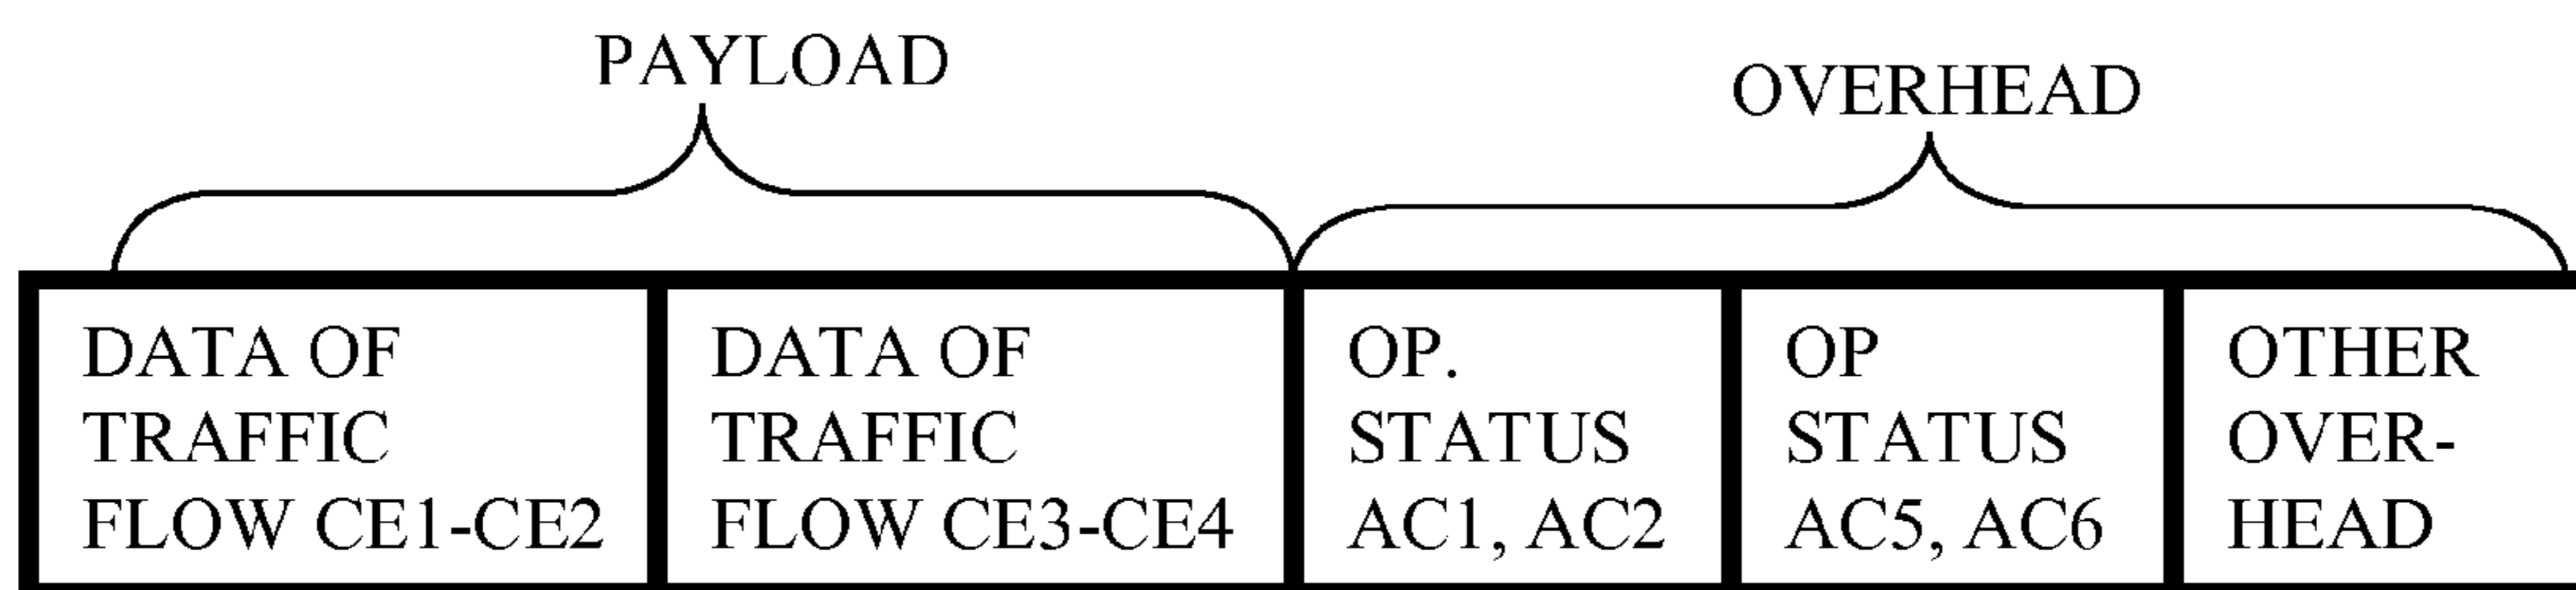 PAYLOAD
OVERHEAD
DATA OF
TRAFFIC
FLOW CE1-CE2
DATA OF
TRAFFIC
FLOW CE3-CE4
OP.
STATUS
AC1, AC2
OP
STATUS
AC5, AC6
OTHER
OVER-
HEAD